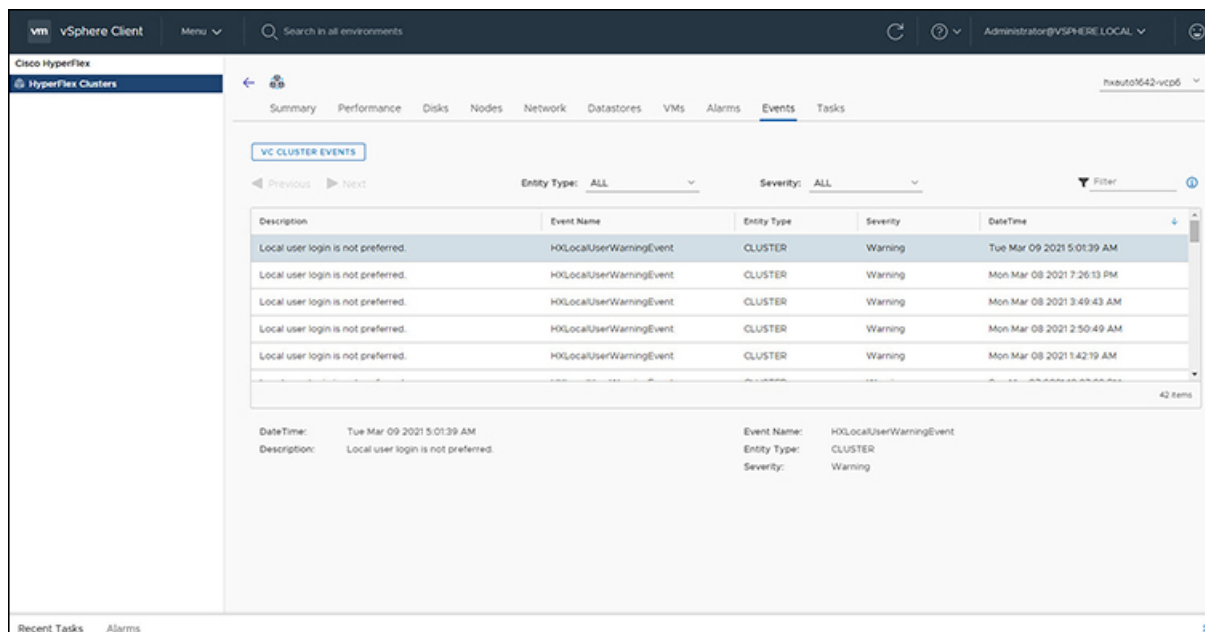 vm vSphere Client Menu Search in all environments Administrator@VSPHERE.LOCAL
Cisco HyperFlex
HyperFlex Clusters
hxauto1642-vcp6
Summary Performance Disks Nodes Network Datastores VMs Alarms Events Tasks
VC CLUSTER EVENTS
Previous Next Entity Type: ALL Severity: ALL Filter
Description Event Name Entity Type Severity DateTime
Local user login is not preferred. HXLocalUserWarningEvent CLUSTER Warning Tue Mar 09 2021 5:01:39 AM
Local user login is not preferred. HXLocalUserWarningEvent CLUSTER Warning Mon Mar 08 2021 7:26:13 PM
Local user login is not preferred. HXLocalUserWarningEvent CLUSTER Warning Mon Mar 08 2021 3:49:43 AM
Local user login is not preferred. HXLocalUserWarningEvent CLUSTER Warning Mon Mar 08 2021 2:50:49 AM
Local user login is not preferred. HXLocalUserWarningEvent CLUSTER Warning Mon Mar 08 2021 1:42:19 AM
42 items
DateTime: Tue Mar 09 2021 5:01:39 AM Event Name: HXLocalUserWarningEvent
Description: Local user login is not preferred. Entity Type: CLUSTER
Severity: Warning
Recent Tasks Alarms